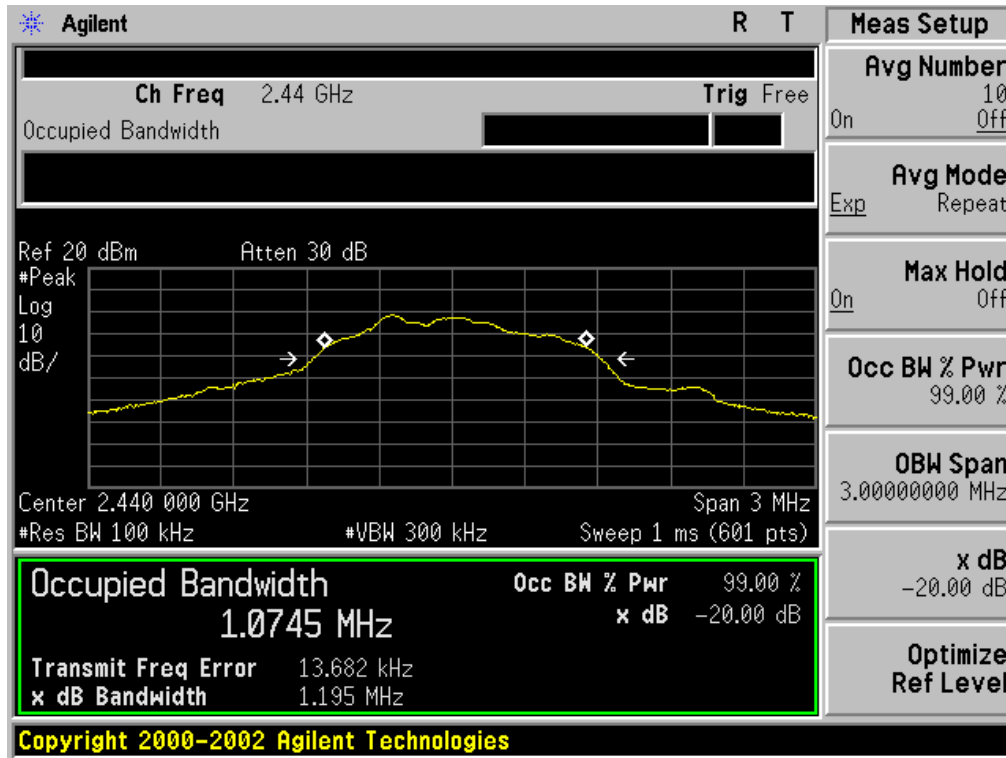 Agilent
R T
Ch Freq 2.44 GHz
Trig Free
Occupied Bandwidth
Ref 20 dBm
Atten 30 dB
#Peak
Log
10
dB/
Center 2.440 000 GHz
Span 3 MHz
#Res BW 100 kHz
#VBW 300 kHz
Sweep 1 ms (601 pts)
Occupied Bandwidth
1.0745 MHz
Occ BW % Pwr 99.00 %
x dB -20.00 dB
Transmit Freq Error 13.682 kHz
x dB Bandwidth 1.195 MHz
Copyright 2000-2002 Agilent Technologies
Meas Setup
Avg Number
10
On Off
Avg Mode
Exp Repeat
Max Hold
On Off
Occ BW % Pwr
99.00 %
OBW Span
3.00000000 MHz
x dB
-20.00 dB
Optimize
Ref Level